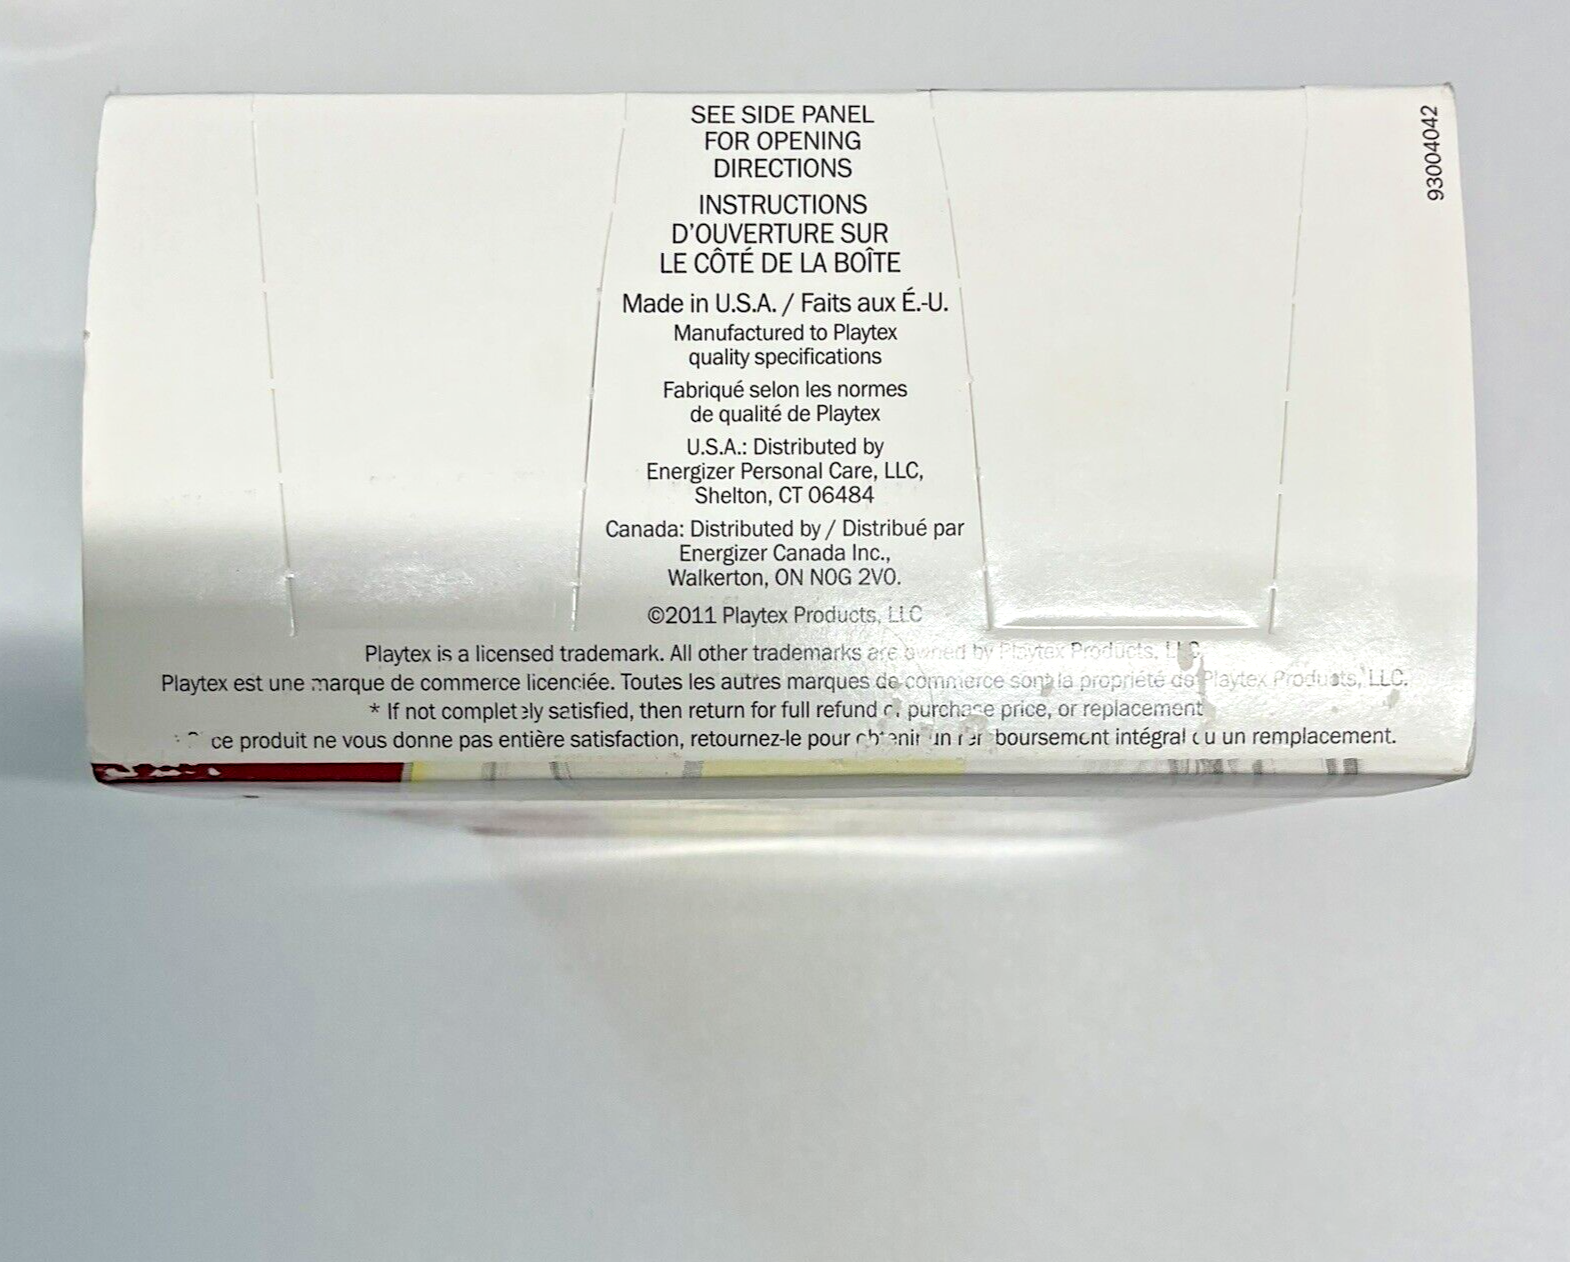 SEE SIDE PANEL
FOR OPENING
DIRECTIONS
INSTRUCTIONS
D'OUVERTURE SUR
LE CÔTÉ DE LA BOÎTE
Made in U.S.A. / Faits aux É.-U.
Manufactured to Playtex
quality specifications
Fabriqué selon les normes
de qualité de Playtex
U.S.A.: Distributed by
Energizer Personal Care, LLC,
Shelton, CT 06484
Canada: Distributed by / Distribué par
Energizer Canada Inc.,
Walkerton, ON N0G 2V0.
©2011 Playtex Products, LLC
Playtex is a licensed trademark. All other trademarks are owned by Playtex Products, LLC.
Playtex est une marque de commerce licenciée. Toutes les autres marques de commerce sont la propriété de Playtex Products, LLC.
* If not completely satisfied, then return for full refund of purchase price, or replacement
ce produit ne vous donne pas entière satisfaction, retournez-le pour obtenir un remboursement intégral ou un remplacement.
93004042